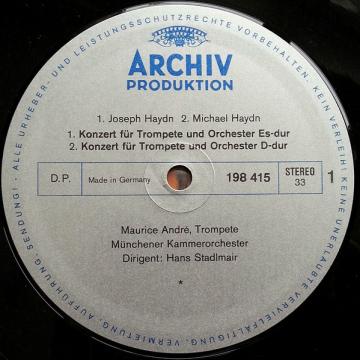 ALLE URHEBER- UND LEISTUNGSSCHUTZRECHTE VORBEHALTEN. KEIN VERLEIH! KEINE UNERLAUBTE VERVIELFÄLTIGUNG, VERMIETUNG, AUFFÜHRUNG, SENDUNG!
ARCHIV
PRODUKTION
1. Joseph Haydn 2. Michael Haydn
1. Konzert für Trompete und Orchester Es-dur
2. Konzert für Trompete und Orchester D-dur
D.P. Made in Germany 198 415 STEREO 33 1
Maurice André, Trompete
Münchener Kammerorchester
Dirigent: Hans Stadlmair
*